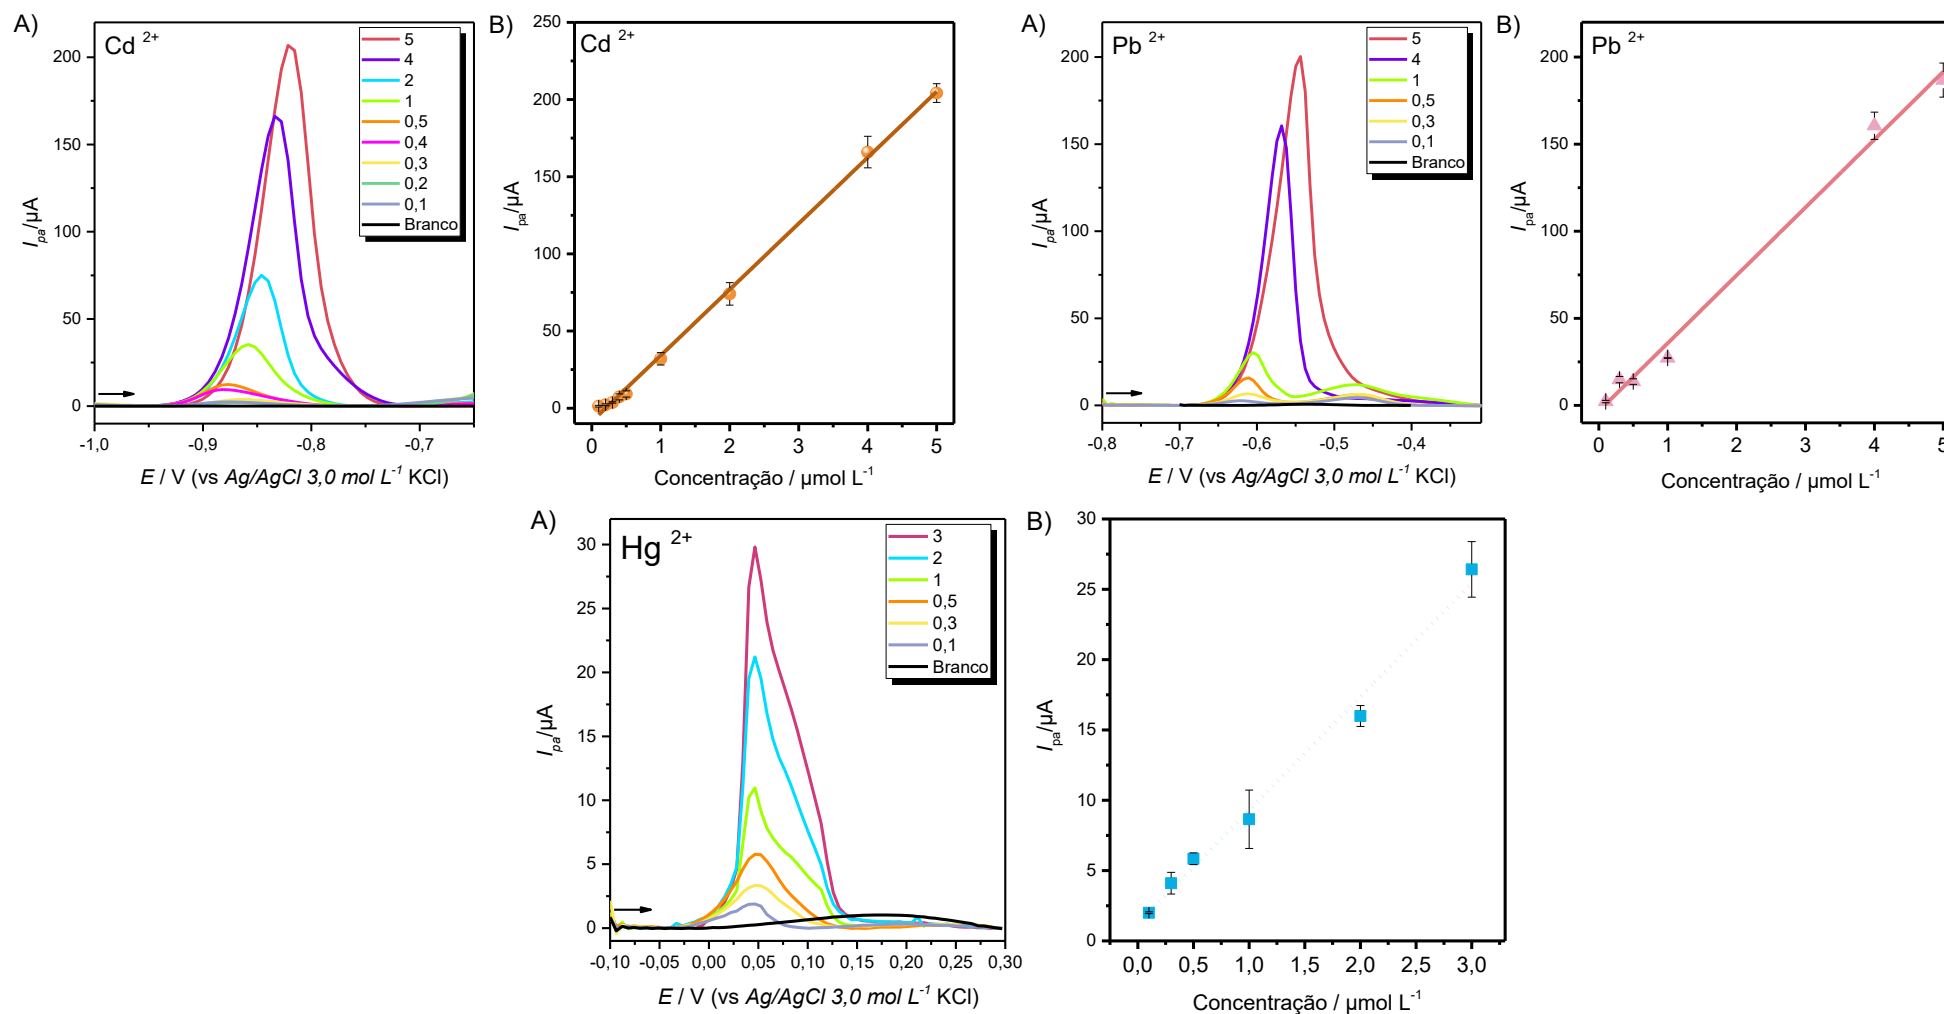 A)
Cd 2+
5
4
2
1
0,5
0,4
0,3
0,2
0,1
Branco
200
150
100
50
0
Ipa/µA
-1,0 -0,9 -0,8 -0,7
E / V (vs Ag/AgCl 3,0 mol L-1 KCl)
B)
Cd 2+
250
200
150
100
50
0
Ipa/µA
0 1 2 3 4 5
Concentração / µmol L-1
A)
Pb 2+
5
4
1
0,5
0,3
0,1
Branco
200
150
100
50
0
Ipa/µA
-0,8 -0,7 -0,6 -0,5 -0,4
E / V (vs Ag/AgCl 3,0 mol L-1 KCl)
B)
Pb 2+
200
150
100
50
0
Ipa/µA
0 1 2 3 4 5
Concentração / µmol L-1
A)
Hg 2+
3
2
1
0,5
0,3
0,1
Branco
30
25
20
15
10
5
0
Ipa/µA
-0,10 -0,05 0,00 0,05 0,10 0,15 0,20 0,25 0,30
E / V (vs Ag/AgCl 3,0 mol L-1 KCl)
B)
30
25
20
15
10
5
0
Ipa/µA
0,0 0,5 1,0 1,5 2,0 2,5 3,0
Concentração / µmol L-1